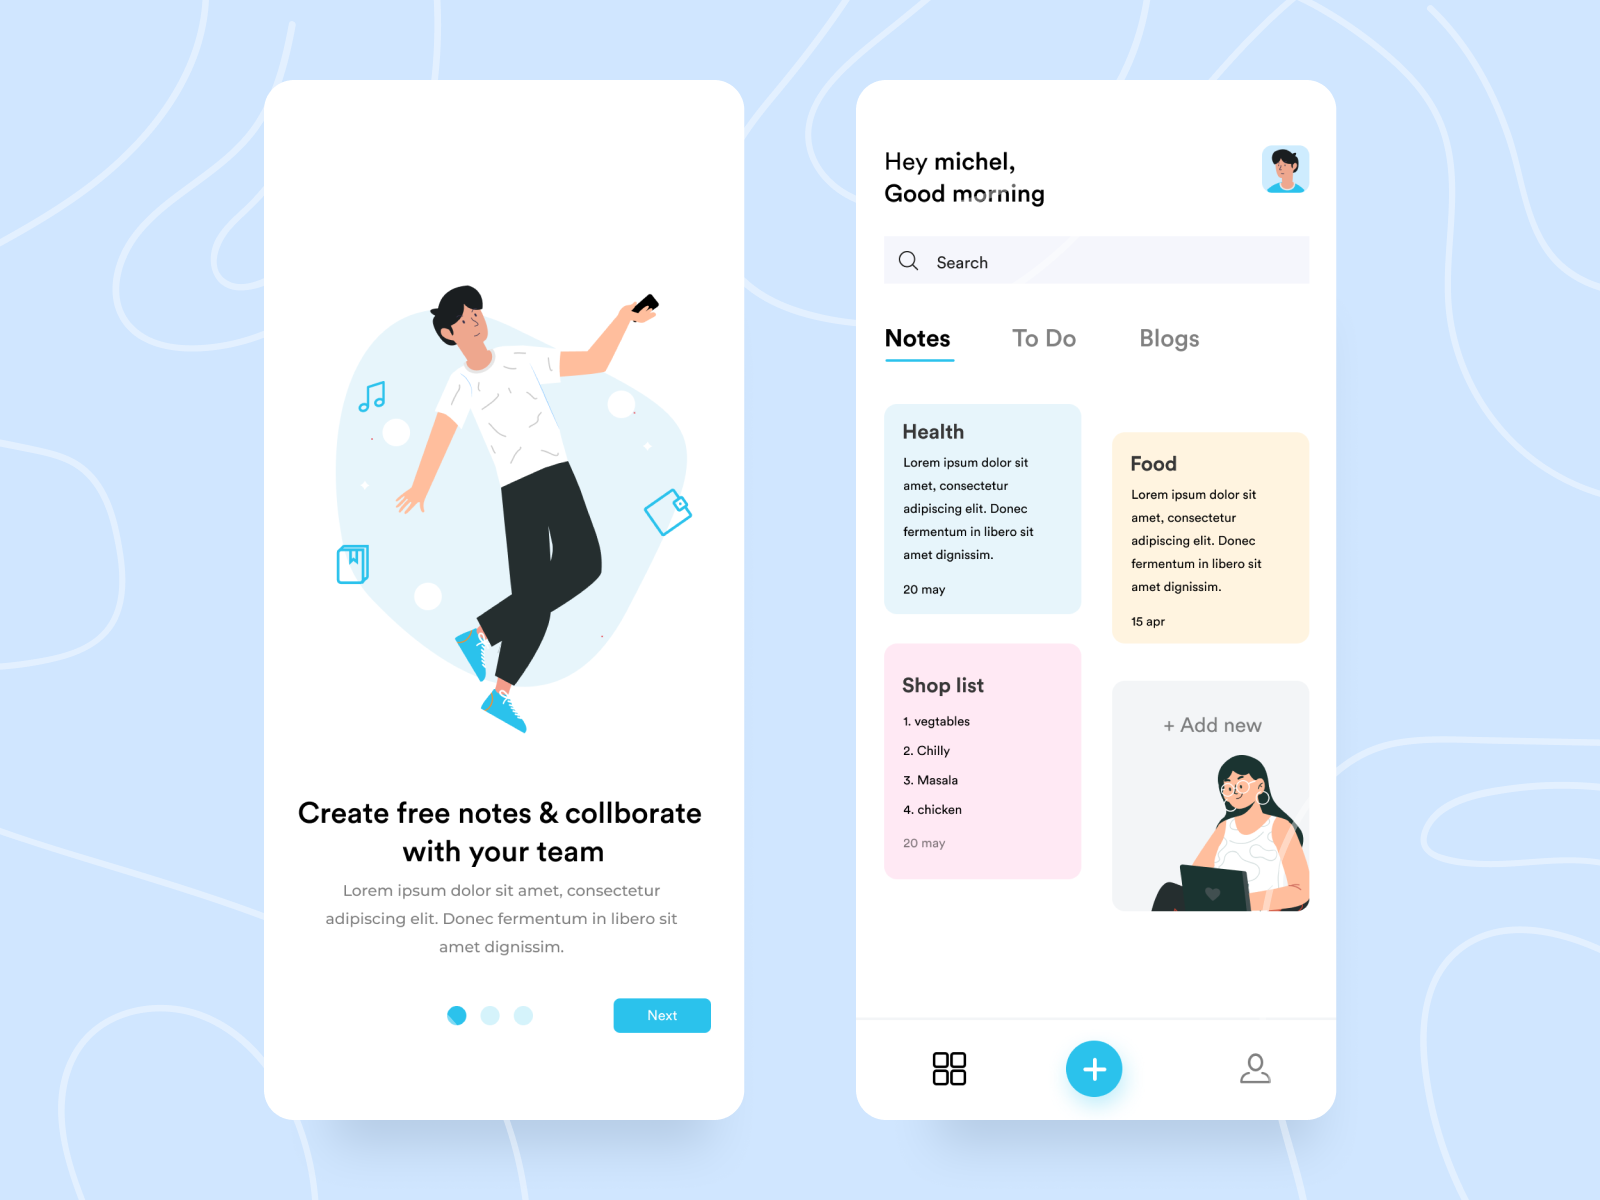 Create free notes & collborate
with your team
Lorem ipsum dolor sit amet, consectetur
adipiscing elit. Donec fermentum in libero sit
amet dignissim.
Next
Hey michel,
Good morning
Search
Notes
To Do
Blogs
Health
Lorem ipsum dolor sit
amet, consectetur
adipiscing elit. Donec
fermentum in libero sit
amet dignissim.
20 may
Food
Lorem ipsum dolor sit
amet, consectetur
adipiscing elit. Donec
fermentum in libero sit
amet dignissim.
15 apr
Shop list
1. vegtables
2. Chilly
3. Masala
4. chicken
20 may
+ Add new